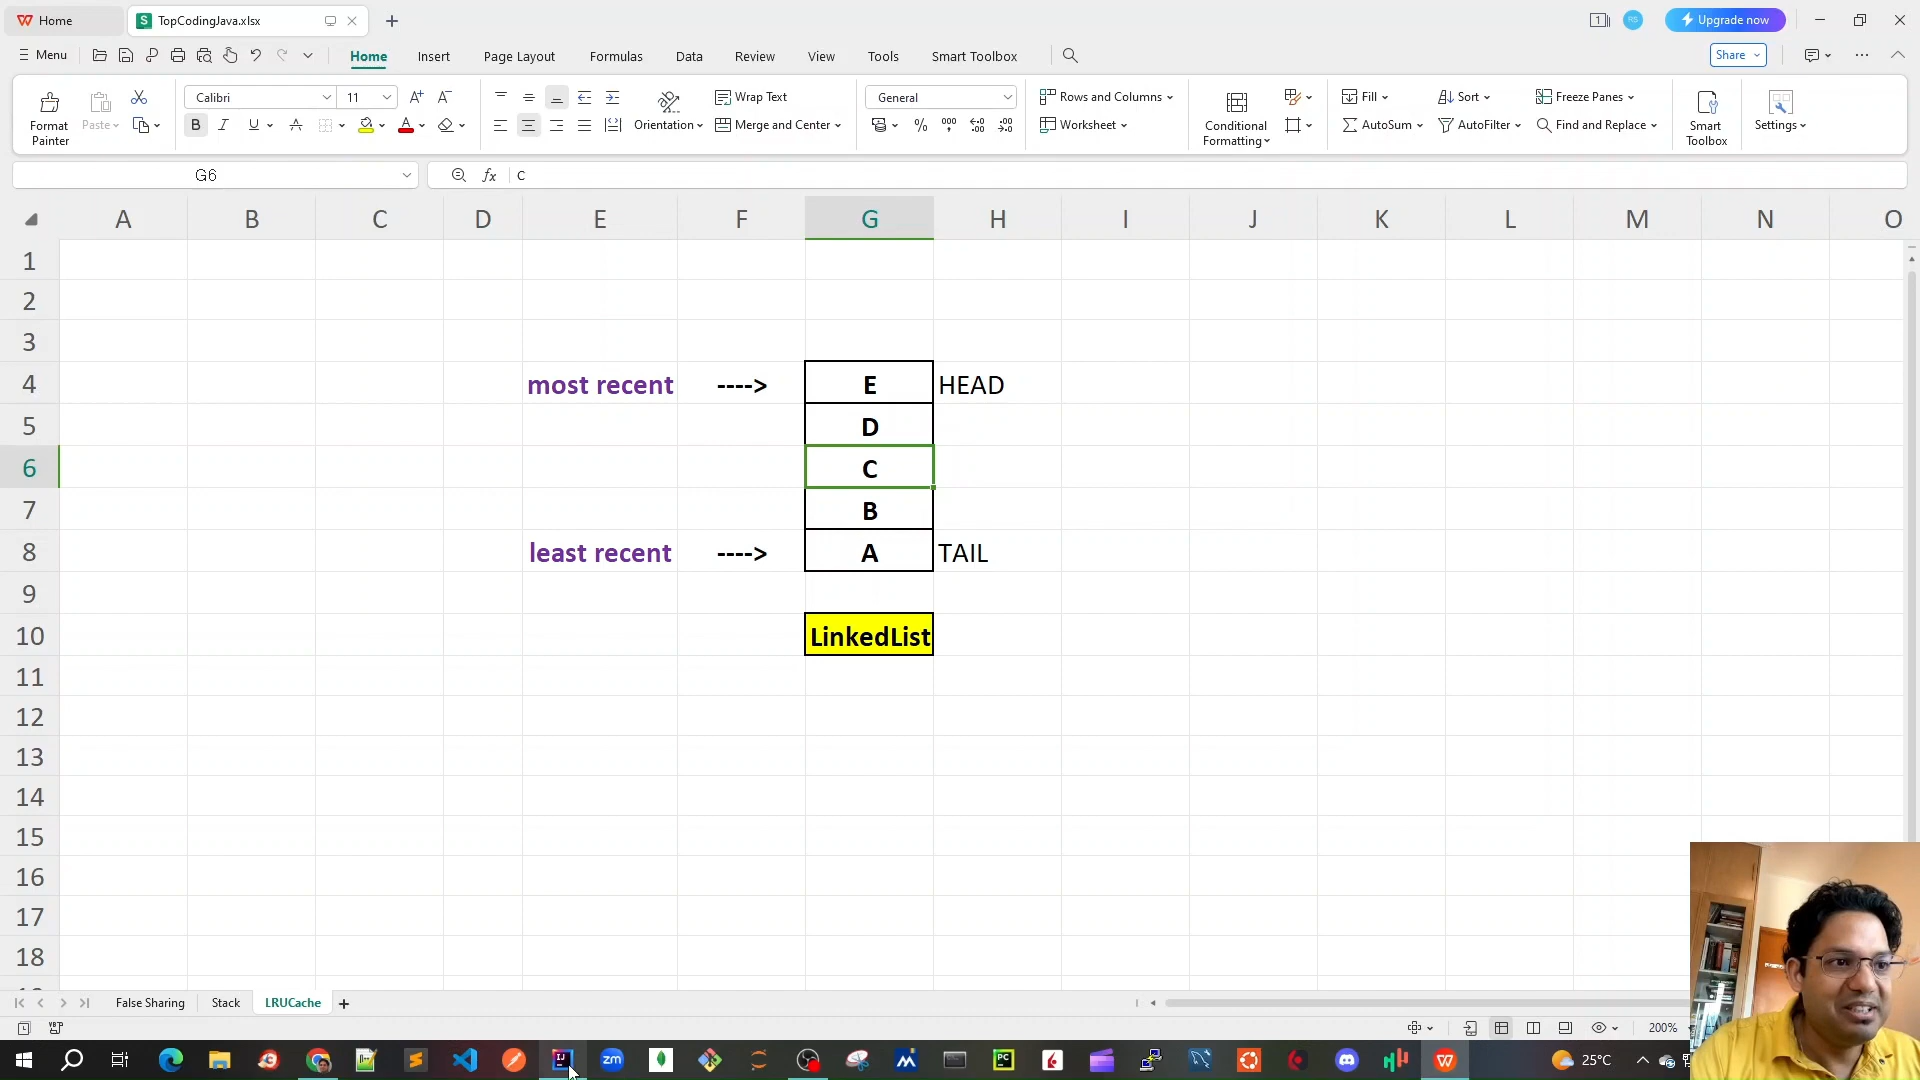 Home
TopCodingJava.xlsx
Upgrade now
Menu
Home Insert Page Layout Formulas Data Review View Tools Smart Toolbox
Share
Format Painter
Paste
Calibri 11
Orientation
Wrap Text
Merge and Center
General
Rows and Columns
Worksheet
Conditional Formatting
Fill
Sort
AutoSum
AutoFilter
Freeze Panes
Find and Replace
Smart Toolbox
Settings
G6
fx C
A B C D E F G H I J K L M N O
1
2
3
4 most recent ----> E HEAD
5 D
6 C
7 B
8 least recent ----> A TAIL
9
10 LinkedList
11
12
13
14
15
16
17
18
False Sharing Stack LRUCache
200%
25°C